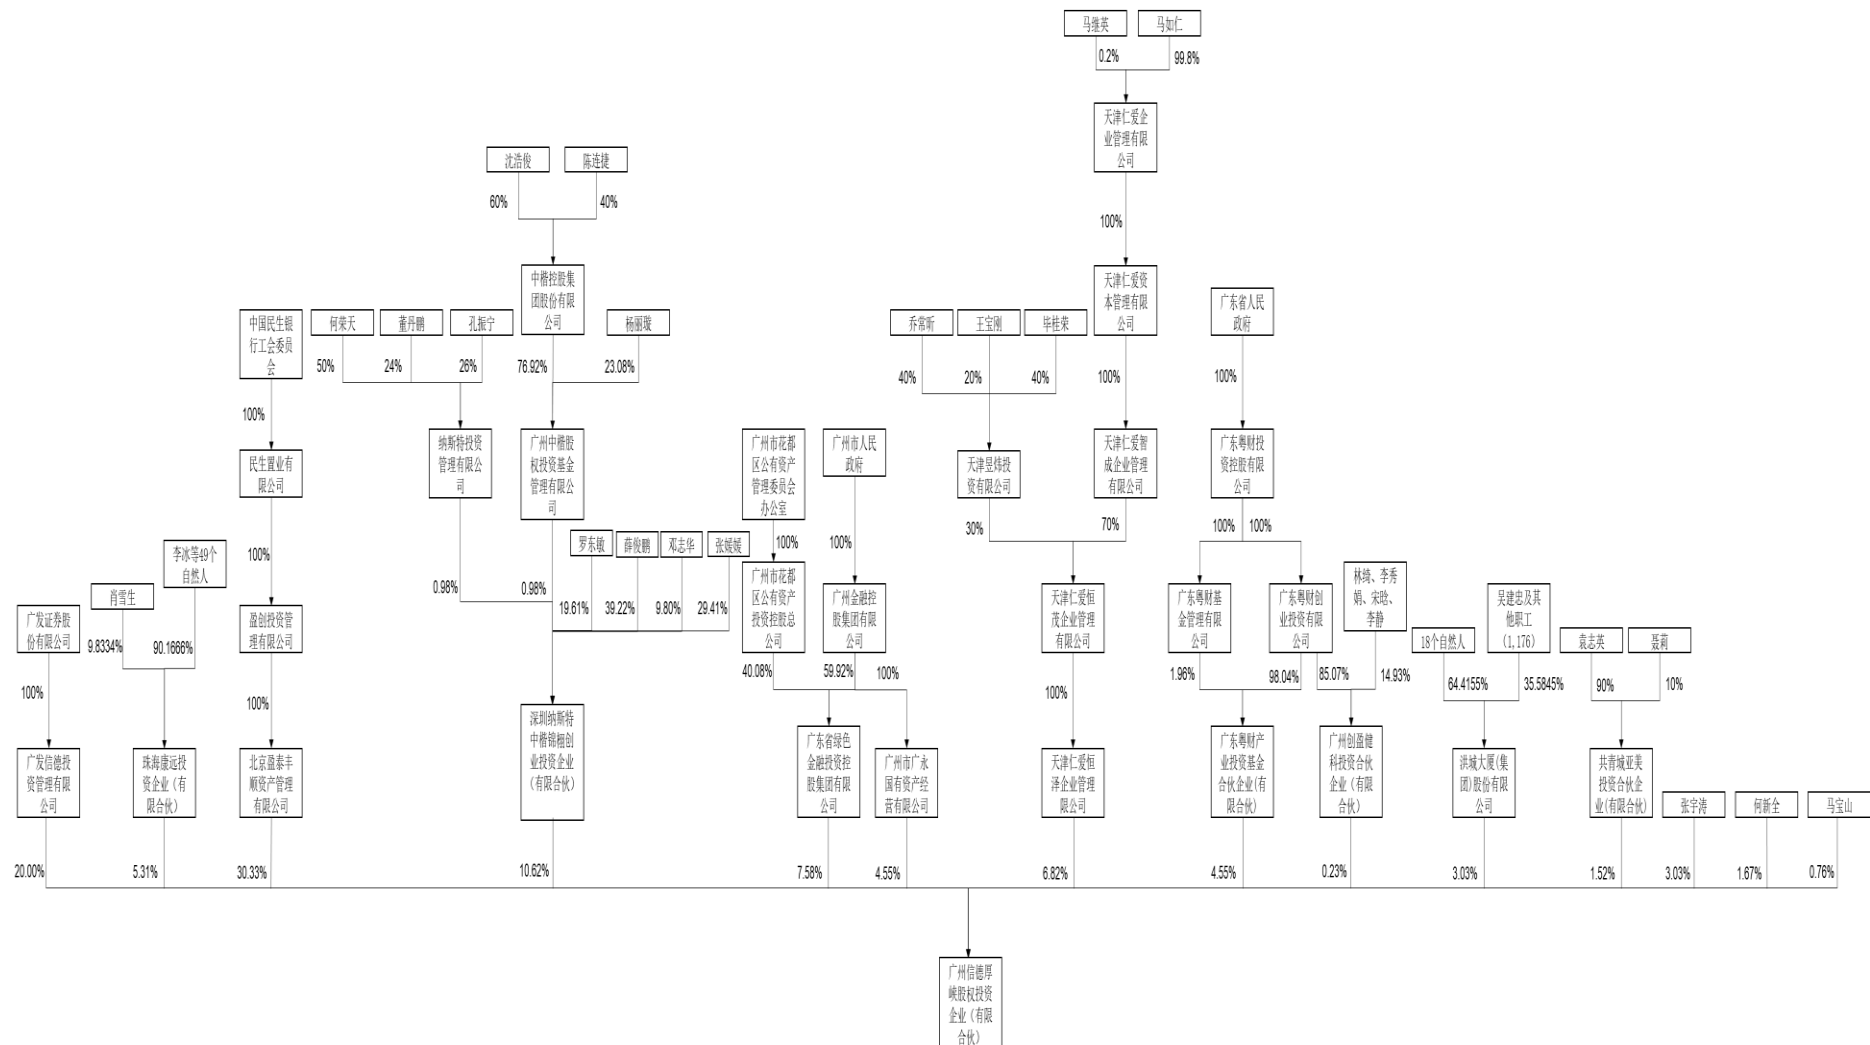 马继英
马如仁
0.2%
99.8%
天津仁爱企
业管理有限
公司
沈浩俊
陈连捷
60%
40%
100%
中楷控股集
团股份有限
公司
天津仁爱资
本管理有限
公司
广东省人民
政府
中国民生银
行工会委员
会
何荣天
董丹鹏
孔振宁
杨丽璇
乔常昕
王宝刚
毕桂荣
50%
24%
26%
76.92%
23.08%
40%
20%
40%
100%
100%
100%
民生置业有
限公司
纳斯特投资
管理有限公
司
广州中楷股
权投资基金
管理有限公
司
广州市花都
区公有资产
管理委员会
办公室
广州市人民
政府
天津昱炜投
资有限公司
天津仁爱智
成企业管理
有限公司
广东粤财投
资控股有限
公司
30%
70%
100%
100%
李冰等49个
自然人
100%
罗东敏
薛俊鹏
邓志华
张媛媛
100%
100%
肖雪生
0.98%
0.98%
19.61%
39.22%
9.80%
29.41%
广州市花都
区公有资产
投资控股总
公司
广州金融控
股集团有限
公司
天津仁爱恒
茂企业管理
有限公司
广东粤财基
金管理有限
公司
广东粤财创
业投资有限
公司
林绮、李秀
娟、宋晗、
李静
吴建忠及其
他职工
（1,176）
广发证券股
份有限公司
9.8334%
90.1666%
盈创投资管
理有限公司
18个自然人
袁志英
聂莉
40.08%
59.92%
100%
1.96%
98.04%
85.07%
14.93%
64.4155%
35.5845%
90%
10%
100%
100%
100%
广发信德投
资管理有限
公司
珠海康远投
资企业（有
限合伙）
北京盈泰丰
顺资产管理
有限公司
深圳纳斯特
中楷锦栩创
业投资企业
（有限合伙）
广东省绿色
金融投资控
股集团有限
公司
广州市广永
国有资产经
营有限公司
天津仁爱恒
泽企业管理
有限公司
广东粤财产
业投资基金
合伙企业(有
限合伙)
广州创盈健
科投资合伙
企业（有限
合伙）
洪城大厦(集
团)股份有限
公司
共青城亚美
投资合伙企
业(有限合伙)
张宇涛
何新全
马宝山
20.00%
5.31%
30.33%
10.62%
7.58%
4.55%
6.82%
4.55%
0.23%
3.03%
1.52%
3.03%
1.67%
0.76%
广州信德厚
峡股权投资
企业（有限
合伙）